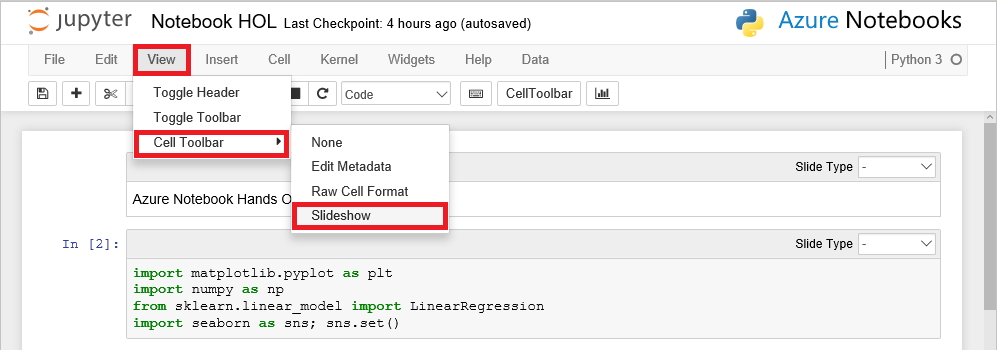 jupyter Notebook HOL Last Checkpoint: 4 hours ago (autosaved) Azure Notebooks
File Edit View Insert Cell Kernel Widgets Help Data Python 3
Code CellToolbar
Toggle Header
Toggle Toolbar
Cell Toolbar
None
Edit Metadata
Raw Cell Format
Slideshow
Slide Type -
Azure Notebook Hands O
In [2]:
Slide Type -
import matplotlib.pyplot as plt
import numpy as np
from sklearn.linear_model import LinearRegression
import seaborn as sns; sns.set()